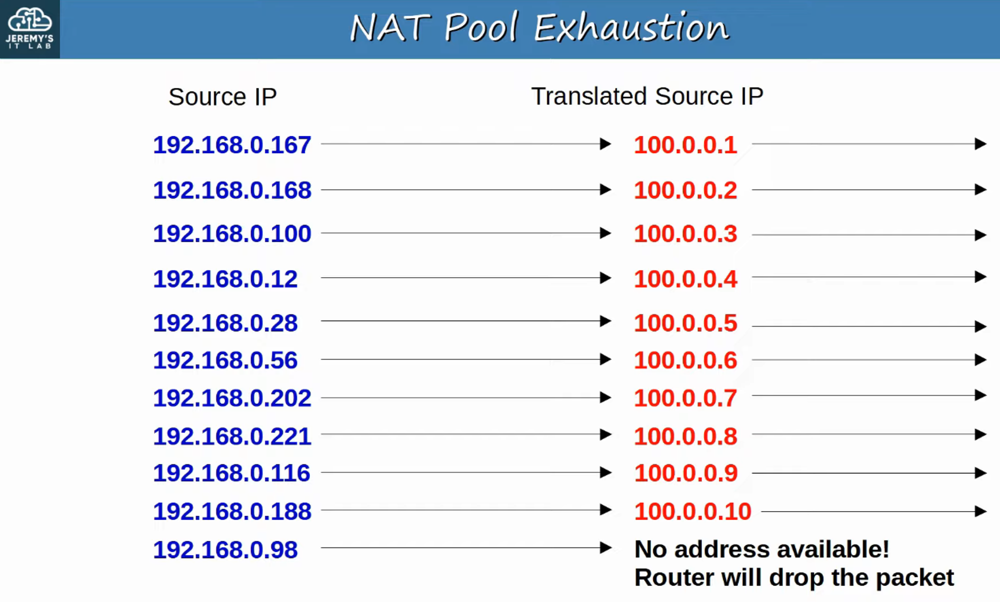 JEREMY'S
IT LAB
NAT Pool Exhaustion
Source IP Translated Source IP
192.168.0.167 100.0.0.1
192.168.0.168 100.0.0.2
192.168.0.100 100.0.0.3
192.168.0.12 100.0.0.4
192.168.0.28 100.0.0.5
192.168.0.56 100.0.0.6
192.168.0.202 100.0.0.7
192.168.0.221 100.0.0.8
192.168.0.116 100.0.0.9
192.168.0.188 100.0.0.10
192.168.0.98 No address available!
Router will drop the packet